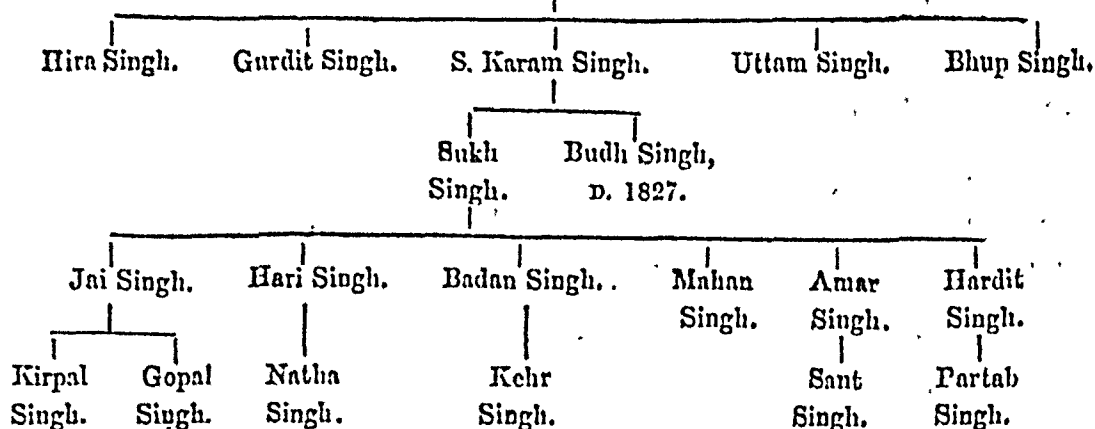 Hira Singh. Gurdit Singh. S. Karam Singh. Uttam Singh. Bhup Singh.
Sukh Budh Singh,
Singh. D. 1827.
Jai Singh. Hari Singh. Badan Singh. Mahan Amar Hardit
Singh. Singh. Singh.
Kirpal Gopal Natha Kehr Sant Partab
Singh. Singh. Singh. Singh. Singh. Singh.